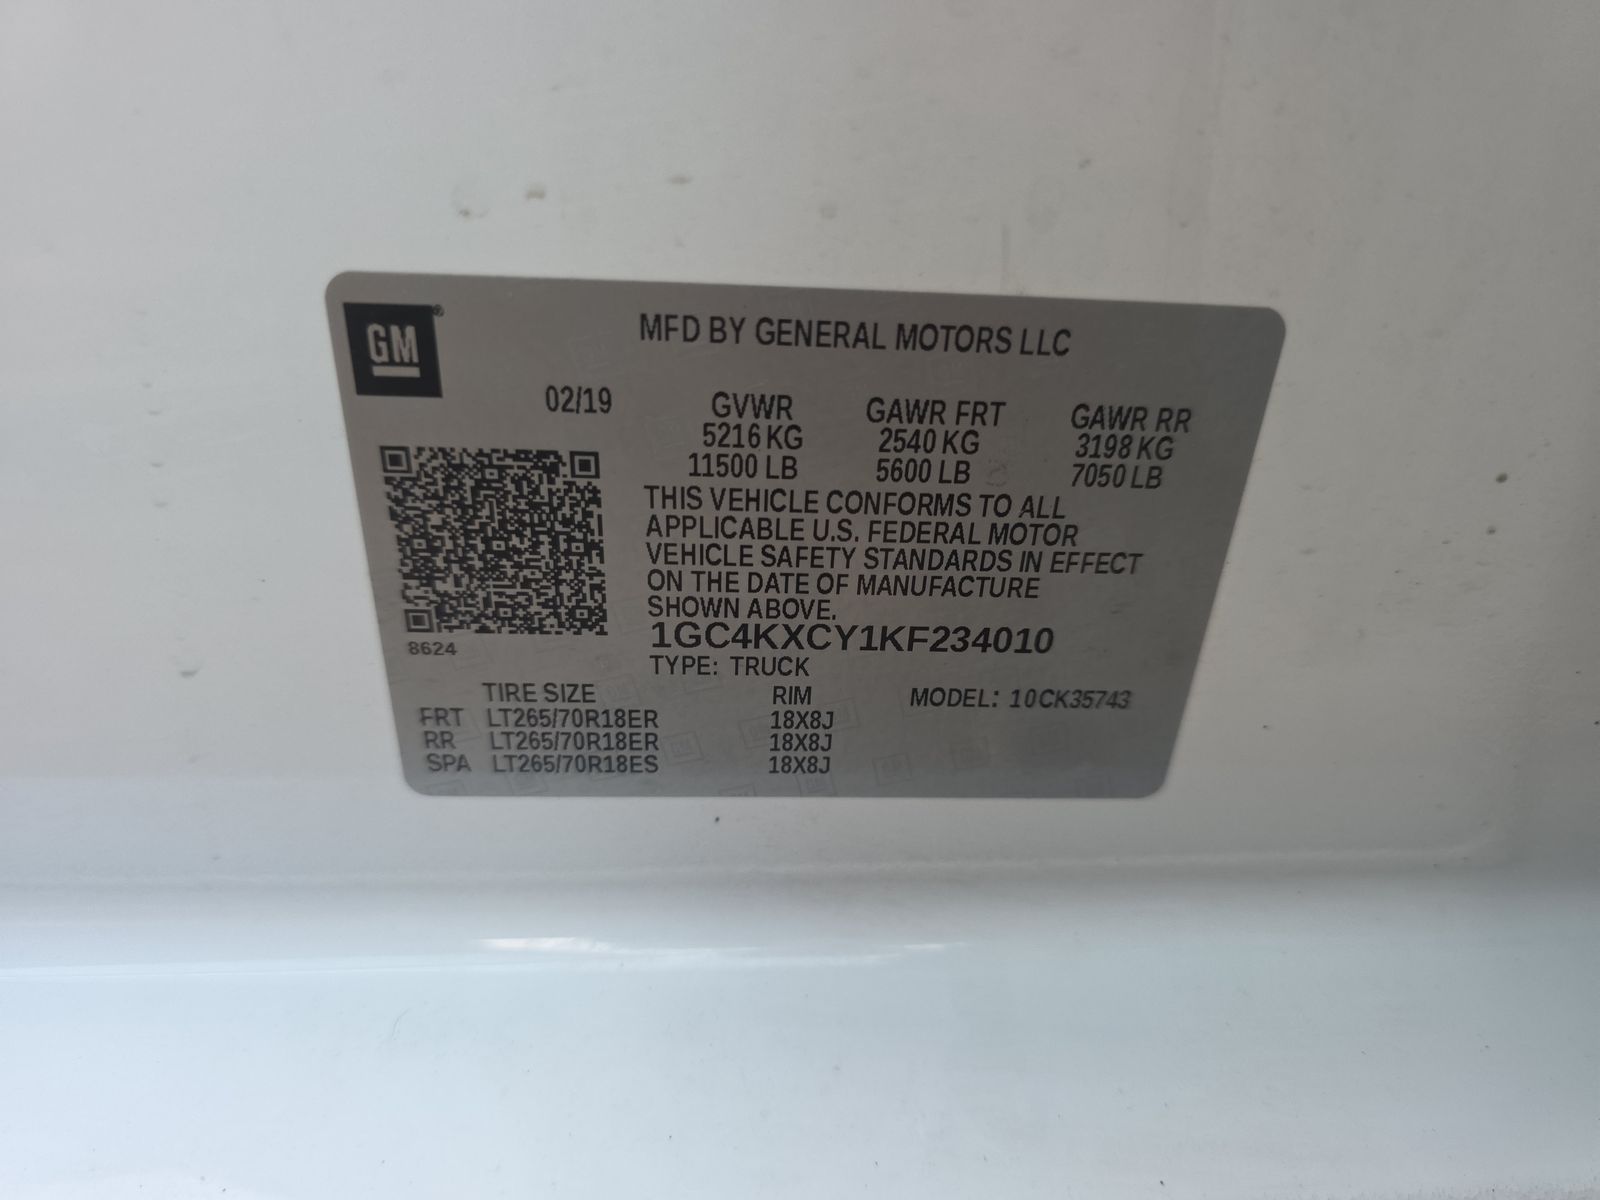 GM®
MFD BY GENERAL MOTORS LLC
02/19 GVWR GAWR FRT GAWR RR
5216 KG 2540 KG 3198 KG
11500 LB 5600 LB 7050 LB
THIS VEHICLE CONFORMS TO ALL
APPLICABLE U.S. FEDERAL MOTOR
VEHICLE SAFETY STANDARDS IN EFFECT
ON THE DATE OF MANUFACTURE
SHOWN ABOVE.
1GC4KXCY1KF234010
8624
TYPE: TRUCK
TIRE SIZE RIM MODEL: 10CK35743
FRT LT265/70R18ER 18X8J
RR LT265/70R18ER 18X8J
SPA LT265/70R18ES 18X8J